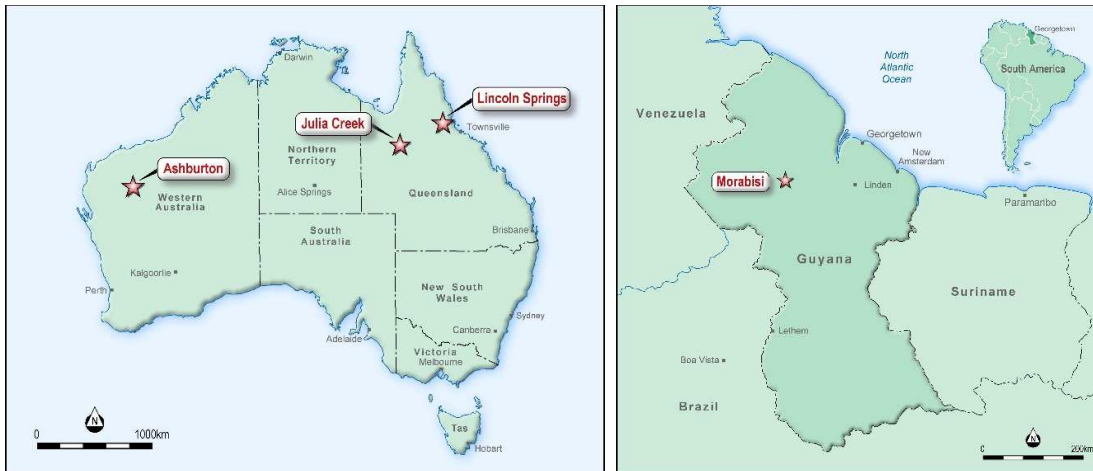 Darwin
Lincoln Springs
Julia Creek
Townsville
Northern
Territory
Ashburton
Western
Australia
Alice Springs
Queensland
South
Australia
Brisbane
Kalgoorlie
Perth
New South
Wales
Sydney
Canberra
Adelaide
Victoria
Melbourne
Tas
Hobart
N
0
1000km
Georgetown
North
Atlantic
Ocean
South America
Venezuela
Georgetown
New
Amsterdam
Morabisi
Linden
Paramaribo
Guyana
Suriname
Lethem
Boa Vista
Brazil
N
0
200km